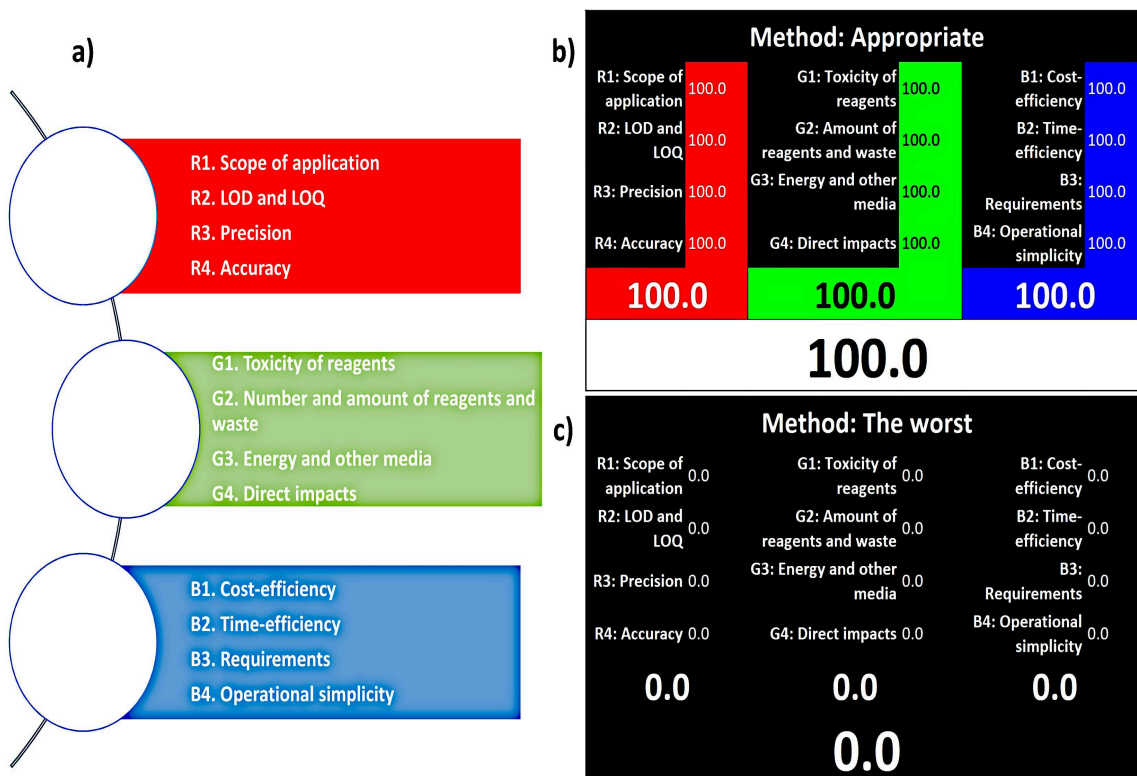 a)
R1. Scope of application
R2. LOD and LOQ
R3. Precision
R4. Accuracy
G1. Toxicity of reagents
G2. Number and amount of reagents and
waste
G3. Energy and other media
G4. Direct impacts
B1. Cost-efficiency
B2. Time-efficiency
B3. Requirements
B4. Operational simplicity
b)
Method: Appropriate
R1: Scope of
application 100.0
R2: LOD and
LOQ 100.0
R3: Precision 100.0
R4: Accuracy 100.0
100.0
G1: Toxicity of
reagents 100.0
G2: Amount of
reagents and waste 100.0
G3: Energy and other
media 100.0
G4: Direct impacts 100.0
100.0
B1: Cost-
efficiency 100.0
B2: Time-
efficiency 100.0
B3:
Requirements 100.0
B4: Operational
simplicity 100.0
100.0
100.0
c)
Method: The worst
R1: Scope of
application 0.0
R2: LOD and
LOQ 0.0
R3: Precision 0.0
R4: Accuracy 0.0
0.0
G1: Toxicity of
reagents 0.0
G2: Amount of
reagents and waste 0.0
G3: Energy and other
media 0.0
G4: Direct impacts 0.0
0.0
B1: Cost-
efficiency 0.0
B2: Time-
efficiency 0.0
B3:
Requirements 0.0
B4: Operational
simplicity 0.0
0.0
0.0